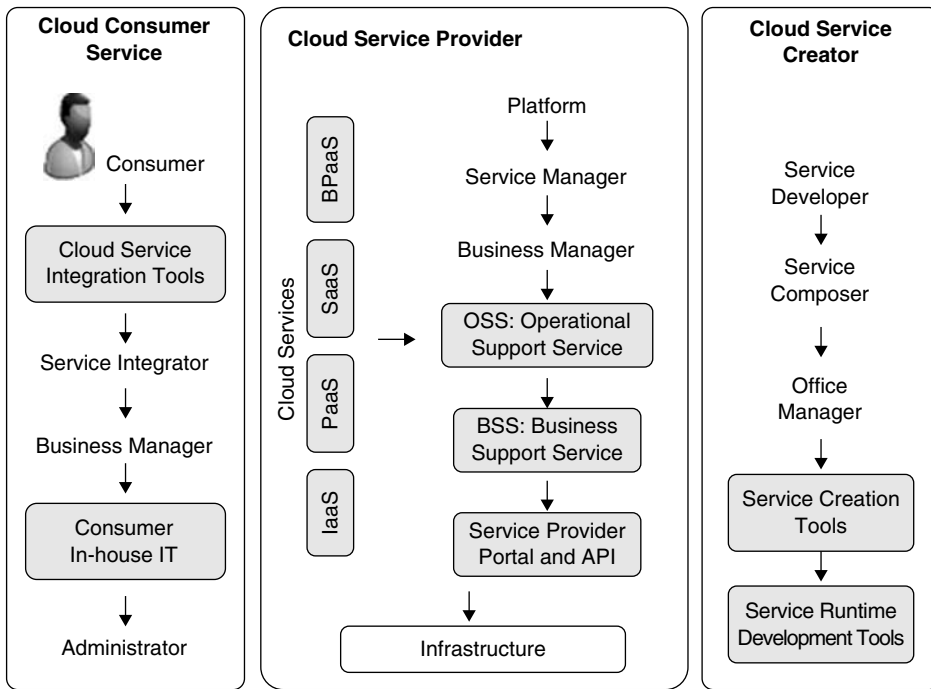 Cloud Consumer
Service
Consumer
Cloud Service
Integration Tools
Service Integrator
Business Manager
Consumer
In-house IT
Administrator
Cloud Service Provider
Cloud Services
BPaaS
SaaS
PaaS
IaaS
Platform
Service Manager
Business Manager
OSS: Operational
Support Service
BSS: Business
Support Service
Service Provider
Portal and API
Infrastructure
Cloud Service
Creator
Service
Developer
Service
Composer
Office
Manager
Service Creation
Tools
Service Runtime
Development Tools